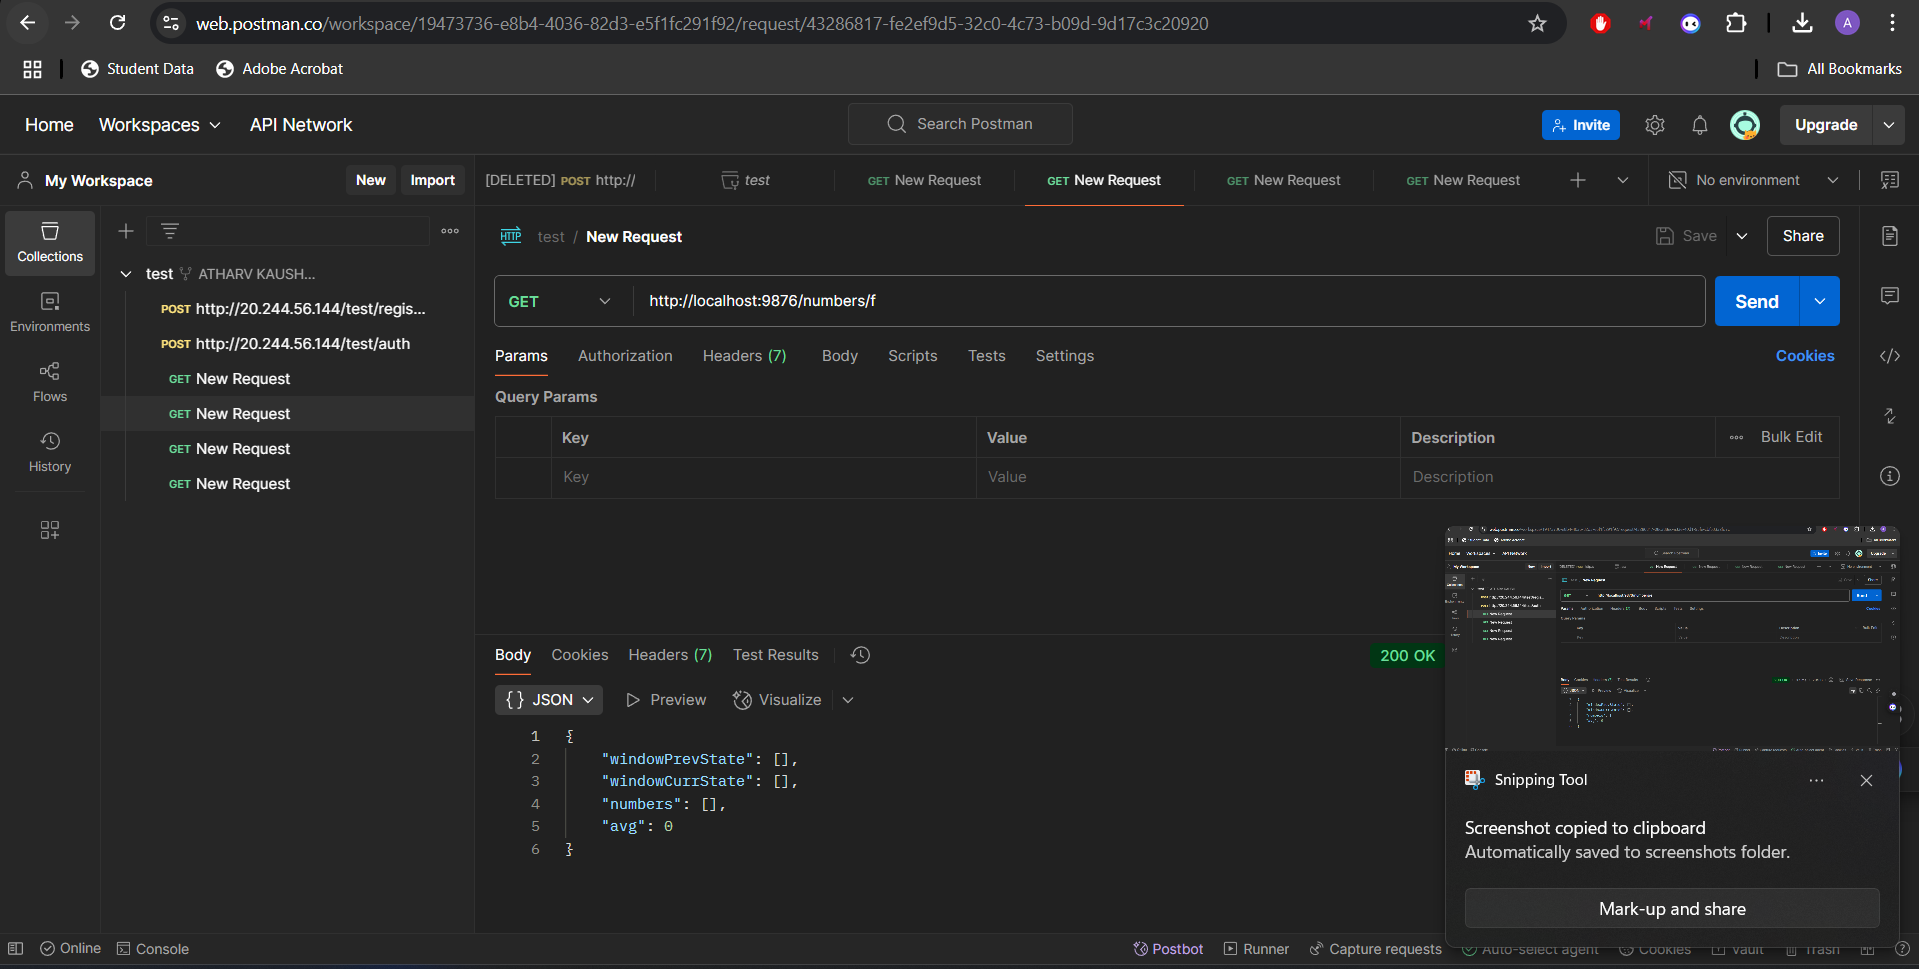 web.postman.co/workspace/19473736-e8b4-4036-82d3-e5f1fc291f92/request/43286817-fe2ef9d5-32c0-4c73-b09d-9d17c3c20920
A
Student Data
Adobe Acrobat
All Bookmarks
Home
Workspaces
API Network
Search Postman
Invite
Upgrade
My Workspace
New
Import
[DELETED] POST http://
test
GET New Request
GET New Request
GET New Request
GET New Request
No environment
Collections
Environments
Flows
History
test ATHARV KAUSH...
POST http://20.244.56.144/test/regis...
POST http://20.244.56.144/test/auth
GET New Request
GET New Request
GET New Request
GET New Request
HTTP test / New Request
Save
Share
GET http://localhost:9876/numbers/f
Send
Params Authorization Headers (7) Body Scripts Tests Settings
Cookies
Query Params
Key Value Description Bulk Edit
Key Value Description
Body Cookies Headers (7) Test Results
200 OK
{} JSON Preview Visualize
1 {
2 "windowPrevState": [],
3 "windowCurrState": [],
4 "numbers": [],
5 "avg": 0
6 }
Snipping Tool
Screenshot copied to clipboard
Automatically saved to screenshots folder.
Mark-up and share
Online Console
Postbot Runner Capture requests Auto-select agent Cookies Vault Trash